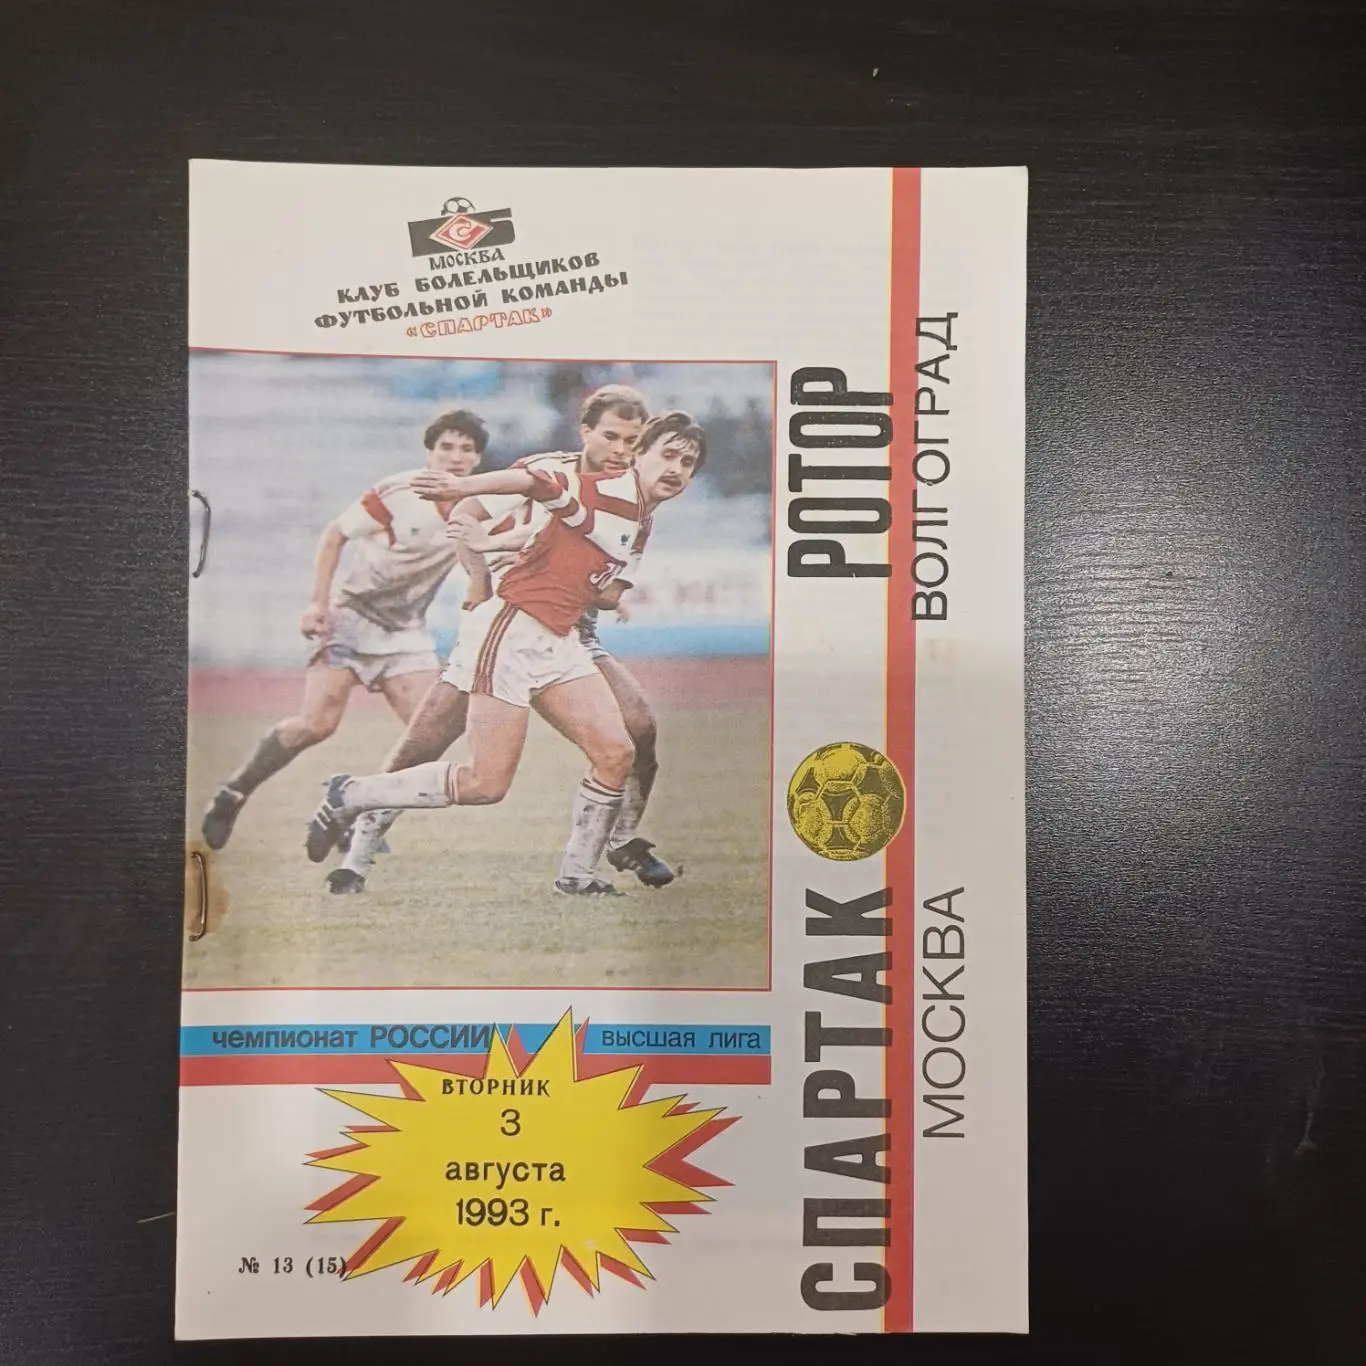 МОСКВА
КЛУБ БОЛЕЛЬЩИКОВ
ФУТБОЛЬНОЙ КОМАНДЫ
«СПАРТАК»
СПАРТАК
МОСКВА
РОТОР
ВОЛГОГРАД
чемпионат РОССИИ
высшая лига
ВТОРНИК
3
августа
1993 г.
№ 13 (15)